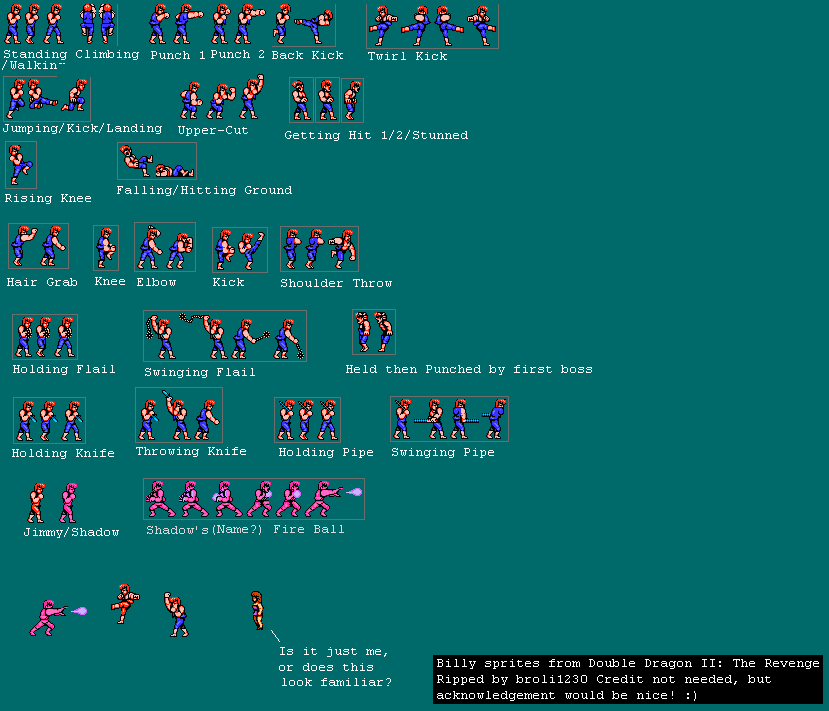 Standing Climbing
/Walkin
Punch 1 Punch 2 Back Kick
Twirl Kick
Jumping/Kick/Landing
Upper-Cut
Getting Hit 1/2/Stunned
Rising Knee
Falling/Hitting Ground
Hair Grab
Knee
Elbow
Kick
Shoulder Throw
Holding Flail
Swinging Flail
Held then Punched by first boss
Holding Knife
Throwing Knife
Holding Pipe
Swinging Pipe
Jimmy/Shadow
Shadow's(Name?) Fire Ball
Is it just me,
or does this
look familiar?
Billy sprites from Double Dragon II: The Revenge
Ripped by broli1230 Credit not needed, but
acknowledgement would be nice! :)